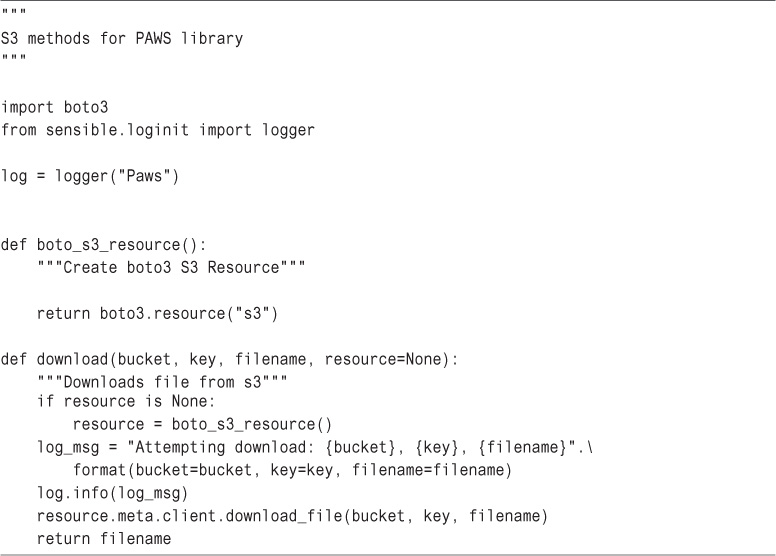 """
S3 methods for PAWS library
"""

import boto3
from sensible.loginit import logger

log = logger("Paws")


def boto_s3_resource():
    """Create boto3 S3 Resource"""

    return boto3.resource("s3")

def download(bucket, key, filename, resource=None):
    """Downloads file from s3"""
    if resource is None:
        resource = boto_s3_resource()
    log_msg = "Attempting download: {bucket}, {key}, {filename}".\
        format(bucket=bucket, key=key, filename=filename)
    log.info(log_msg)
    resource.meta.client.download_file(bucket, key, filename)
    return filename